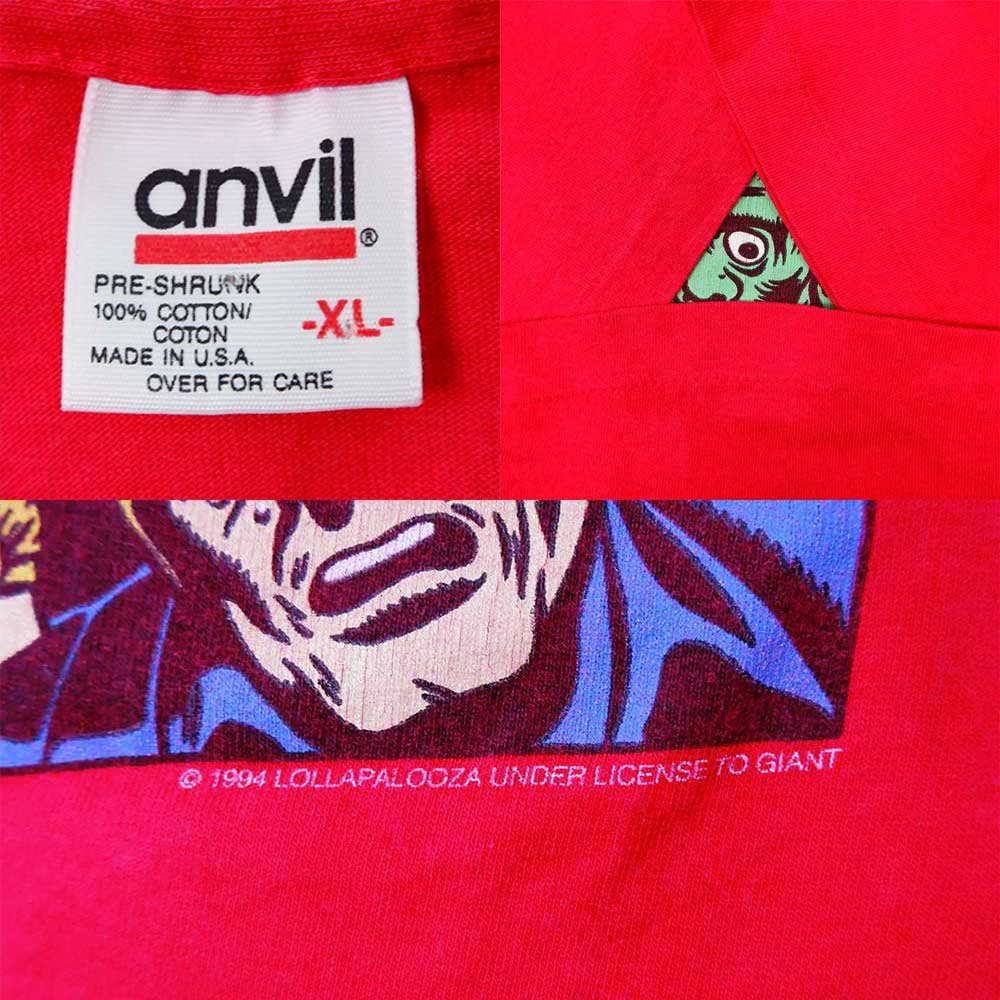 anvil
®
PRE-SHRUNK
100% COTTON/
COTON
-XL-
MADE IN U.S.A.
OVER FOR CARE
© 1994 LOLLAPALOOZA UNDER LICENSE TO GIANT